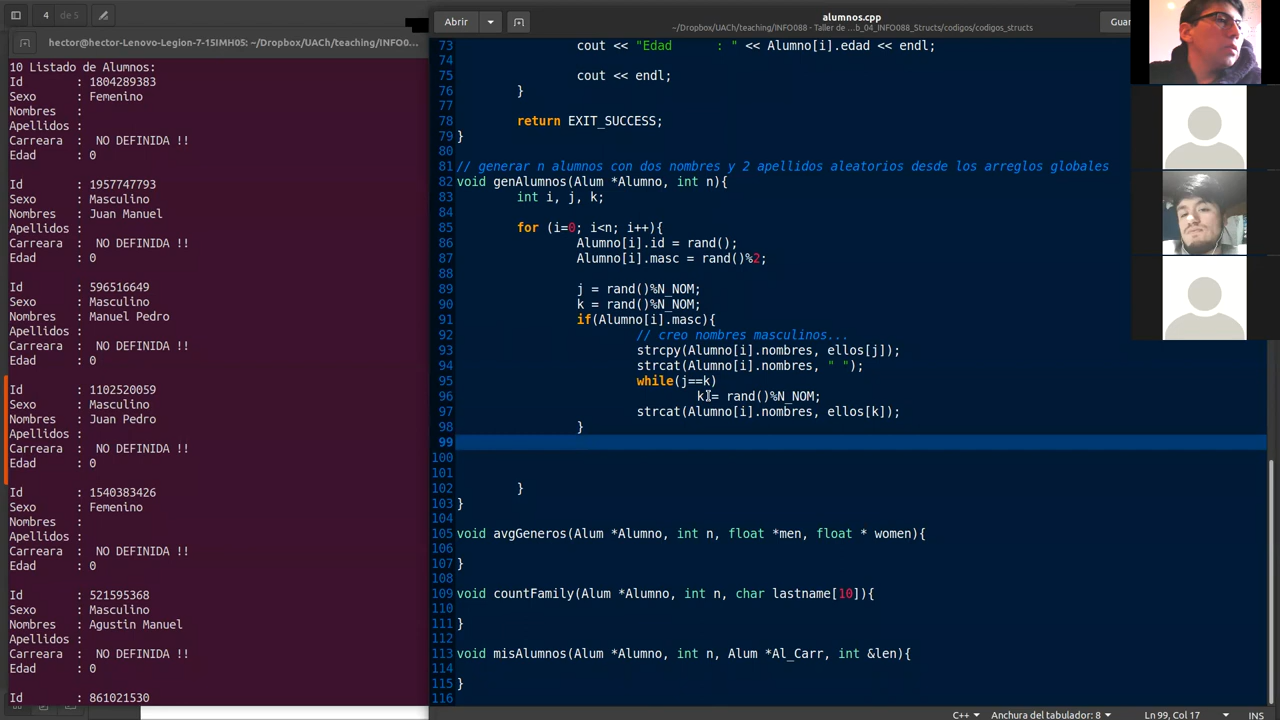 4 de 5
hector@hector-Lenovo-Legion-7-15IMH05: ~/Dropbox/UACh/teaching/INFO0...
10 Listado de Alumnos:
Id : 1804289383
Sexo : Femenino
Nombres :
Apellidos :
Carreara : NO DEFINIDA !!
Edad : 0
Id : 1957747793
Sexo : Masculino
Nombres : Juan Manuel
Apellidos :
Carreara : NO DEFINIDA !!
Edad : 0
Id : 596516649
Sexo : Masculino
Nombres : Manuel Pedro
Apellidos :
Carreara : NO DEFINIDA !!
Edad : 0
Id : 1102520059
Sexo : Masculino
Nombres : Juan Pedro
Apellidos :
Carreara : NO DEFINIDA !!
Edad : 0
Id : 1540383426
Sexo : Femenino
Nombres :
Apellidos :
Carreara : NO DEFINIDA !!
Edad : 0
Id : 521595368
Sexo : Masculino
Nombres : Agustin Manuel
Apellidos :
Carreara : NO DEFINIDA !!
Edad : 0
Id : 861021530
Abrir
alumnos.cpp
~/Dropbox/UACh/teaching/INFO088 - Taller de ...b_04_INFO088_Structs/codigos/codigos_structs
Guar
73 cout << "Edad : " << Alumno[i].edad << endl;
74
75 cout << endl;
76 }
77
78 return EXIT_SUCCESS;
79 }
80
81 // generar n alumnos con dos nombres y 2 apellidos aleatorios desde los arreglos globales
82 void genAlumnos(Alum *Alumno, int n){
83 int i, j, k;
84
85 for (i=0; i<n; i++){
86 Alumno[i].id = rand();
87 Alumno[i].masc = rand()%2;
88
89 j = rand()%N_NOM;
90 k = rand()%N_NOM;
91 if(Alumno[i].masc){
92 // creo nombres masculinos...
93 strcpy(Alumno[i].nombres, ellos[j]);
94 strcat(Alumno[i].nombres, " ");
95 while(j==k)
96 k = rand()%N_NOM;
97 strcat(Alumno[i].nombres, ellos[k]);
98 }
99
100
101
102 }
103 }
104
105 void avgGeneros(Alum *Alumno, int n, float *men, float * women){
106
107 }
108
109 void countFamily(Alum *Alumno, int n, char lastname[10]){
110
111 }
112
113 void misAlumnos(Alum *Alumno, int n, Alum *Al_Carr, int &len){
114
115 }
116
C++ Anchura del tabulador: 8 Ln 99, Col 17 INS